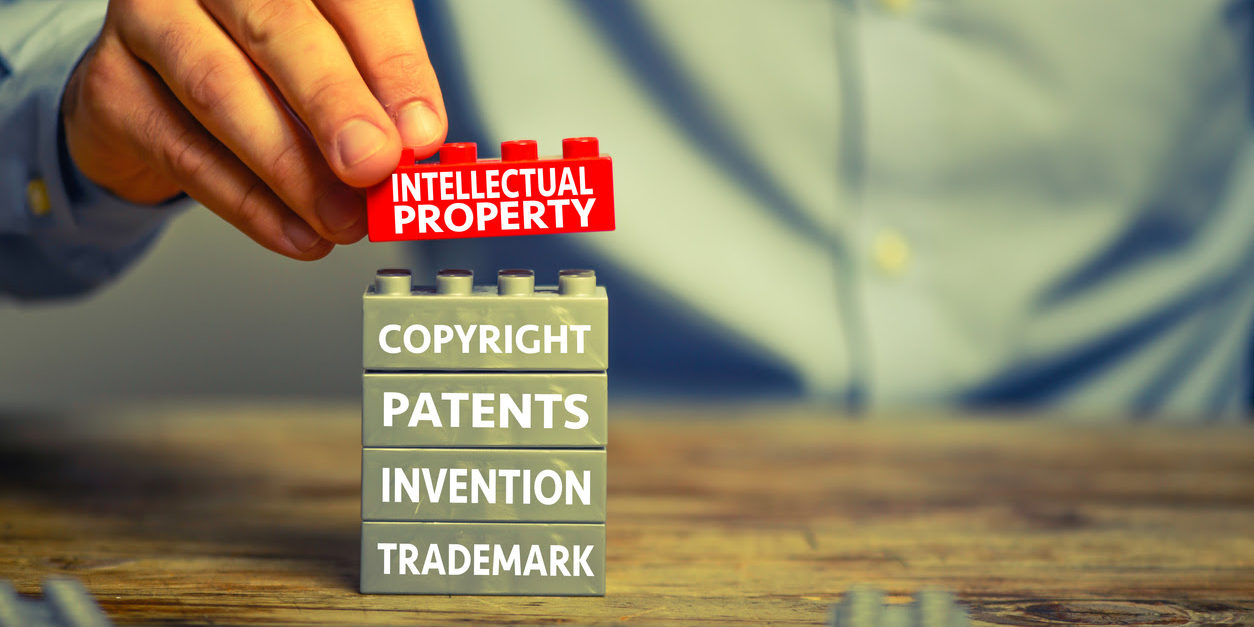 INTELLECTUAL
PROPERTY
COPYRIGHT
PATENTS
INVENTION
TRADEMARK